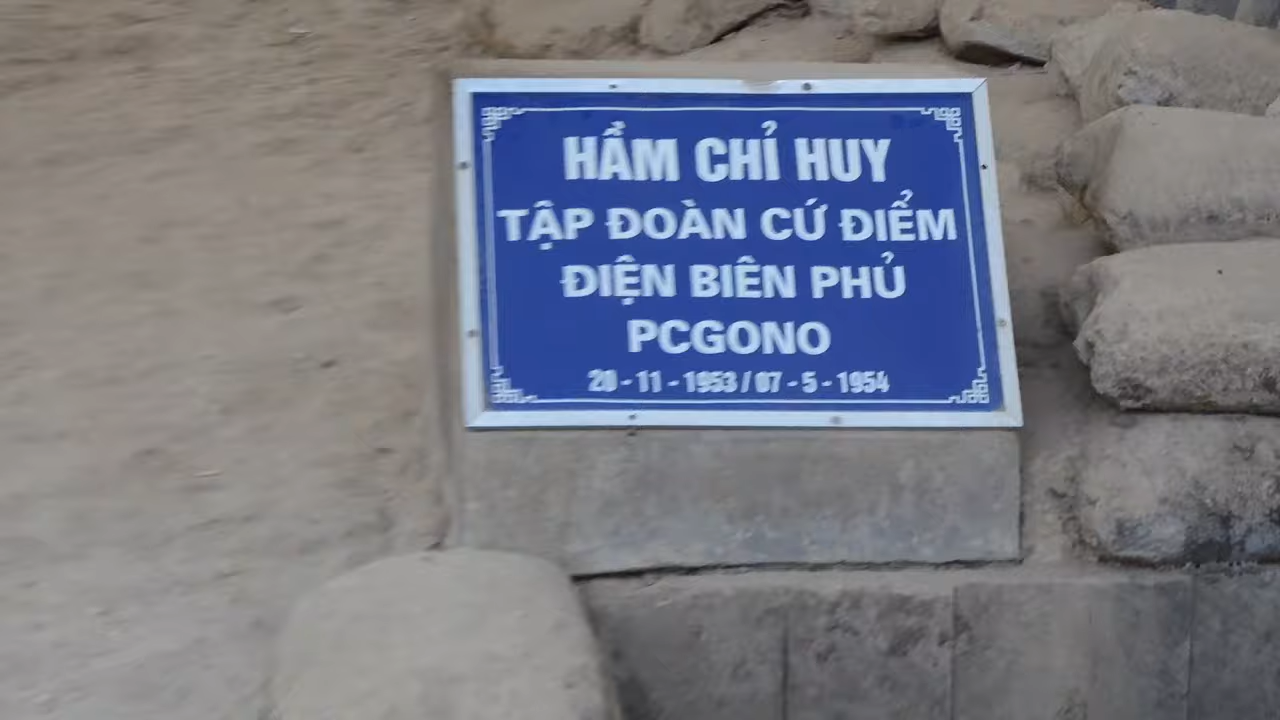 HẦM CHỈ HUY
TẬP ĐOÀN CỨ ĐIỂM
ĐIỆN BIÊN PHỦ
PCGONO
20 - 11 - 1953 / 07 - 5 - 1954